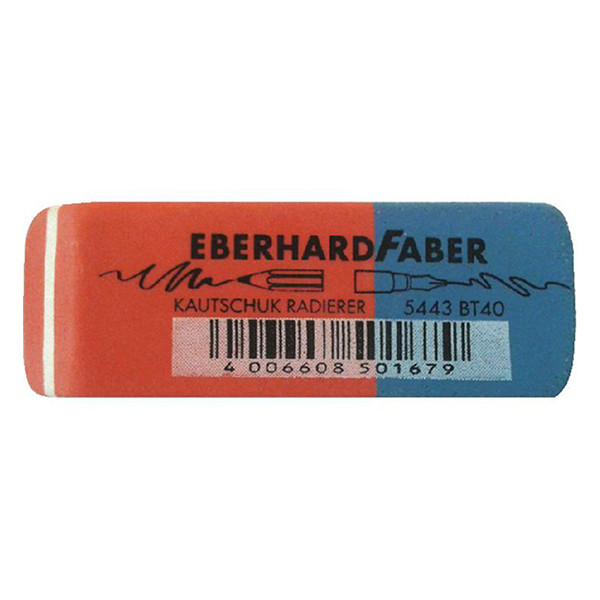 EBERHARDFABER
KAUTSCHUK RADIERER 5443 BT40
4 006608 501679